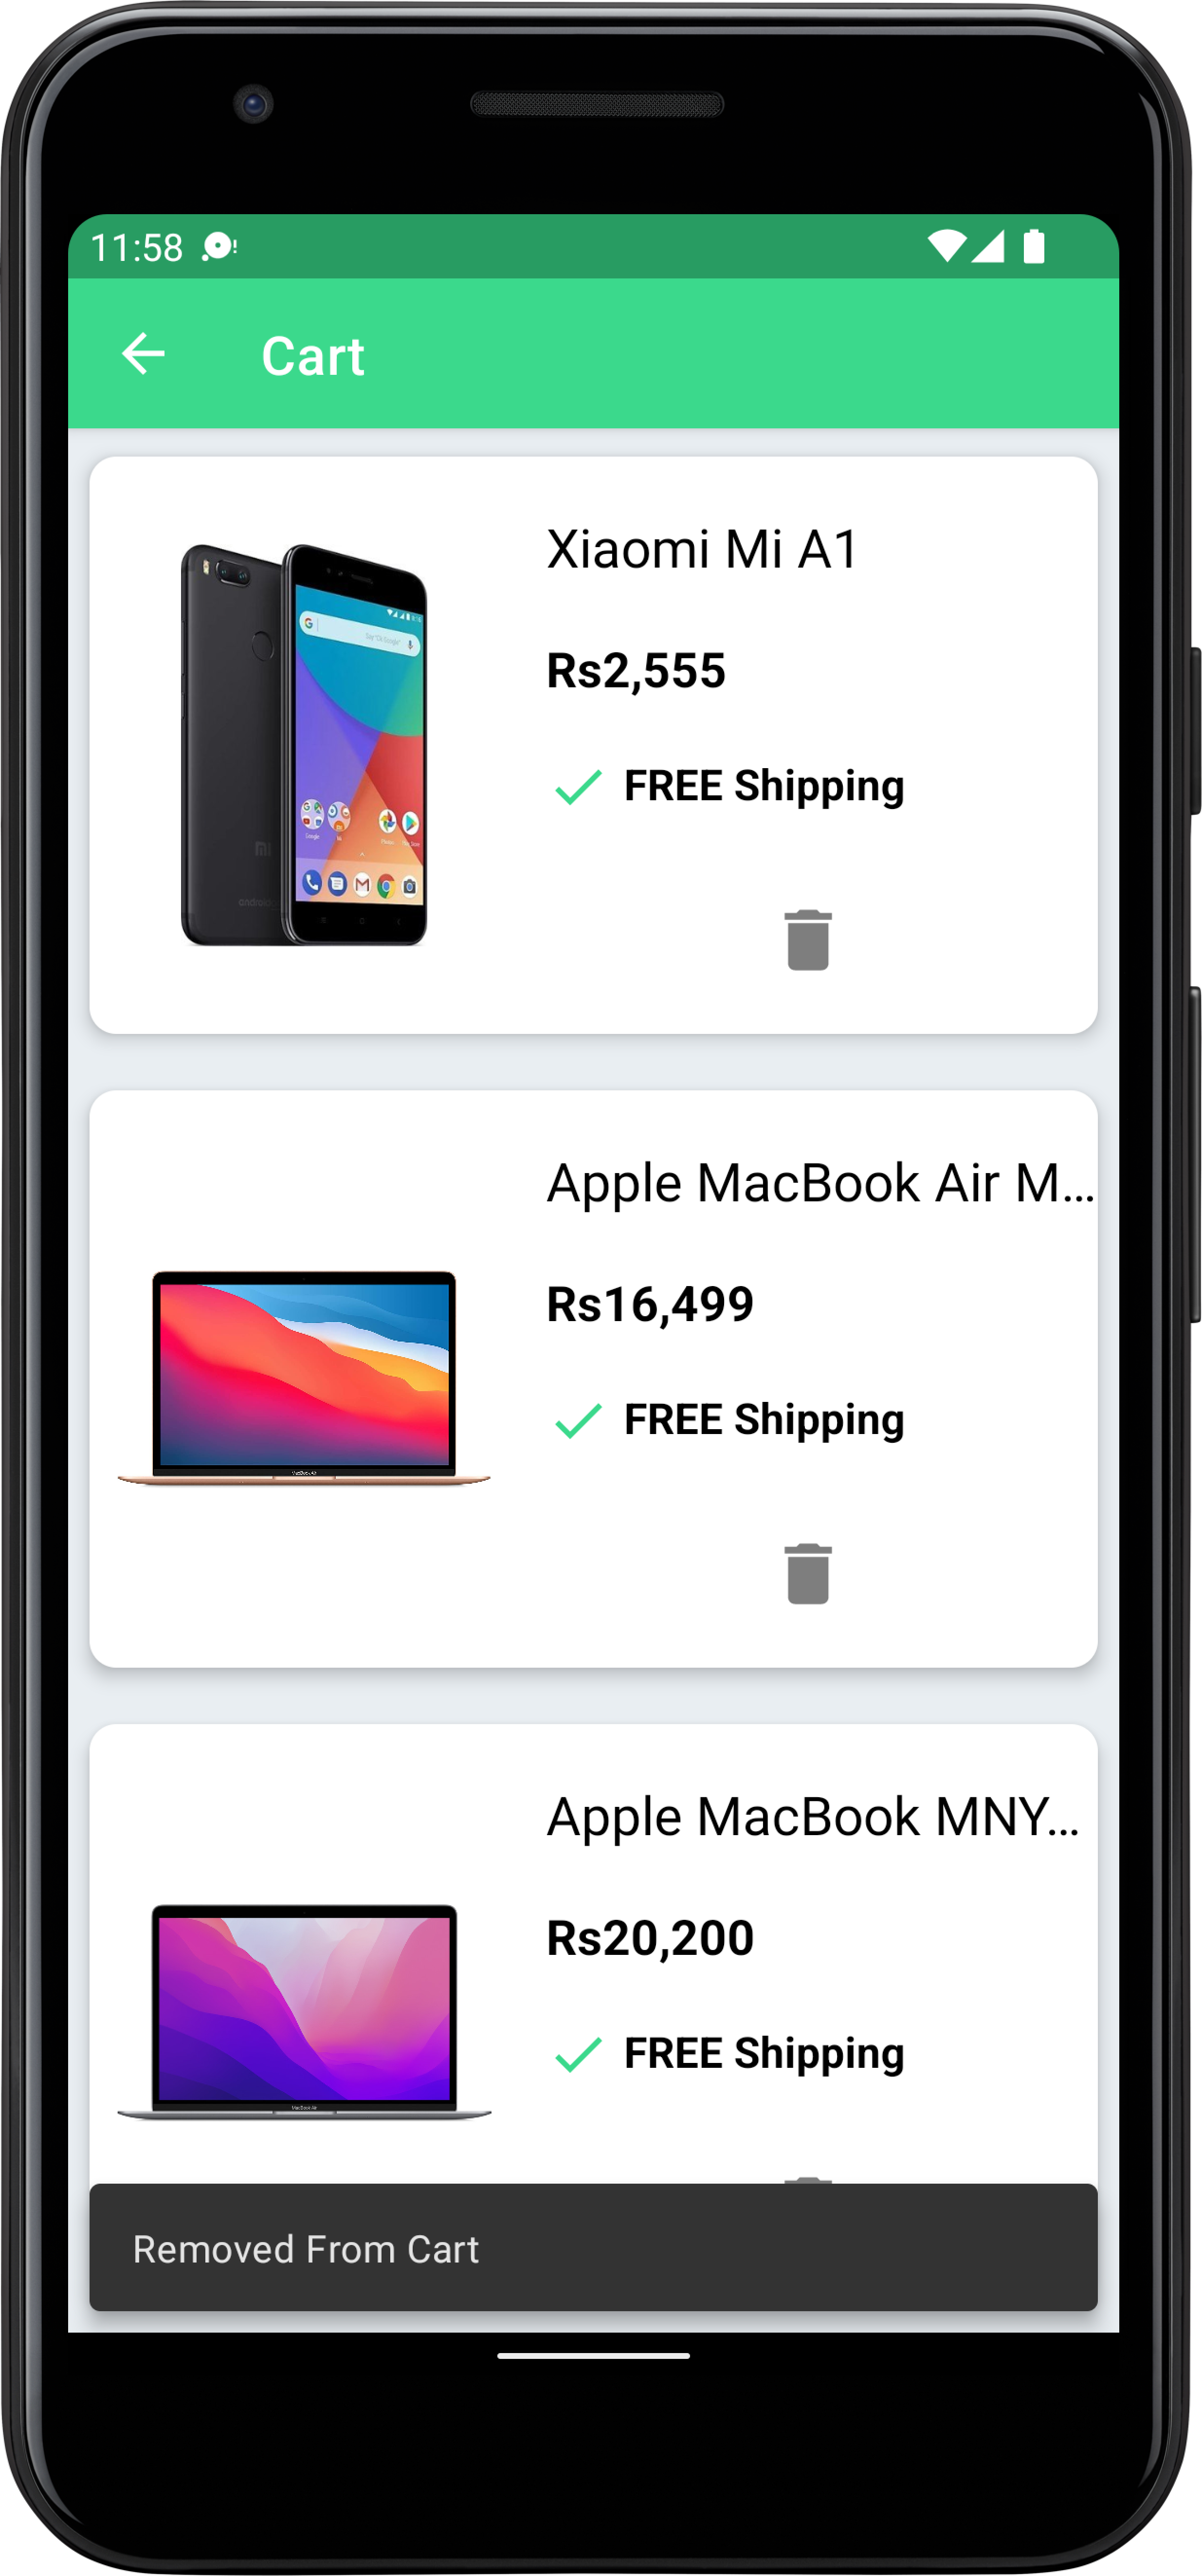 11:58
Cart
Xiaomi Mi A1
Rs2,555
FREE Shipping
Apple MacBook Air M...
Rs16,499
FREE Shipping
Apple MacBook MNY...
Rs20,200
FREE Shipping
Removed From Cart